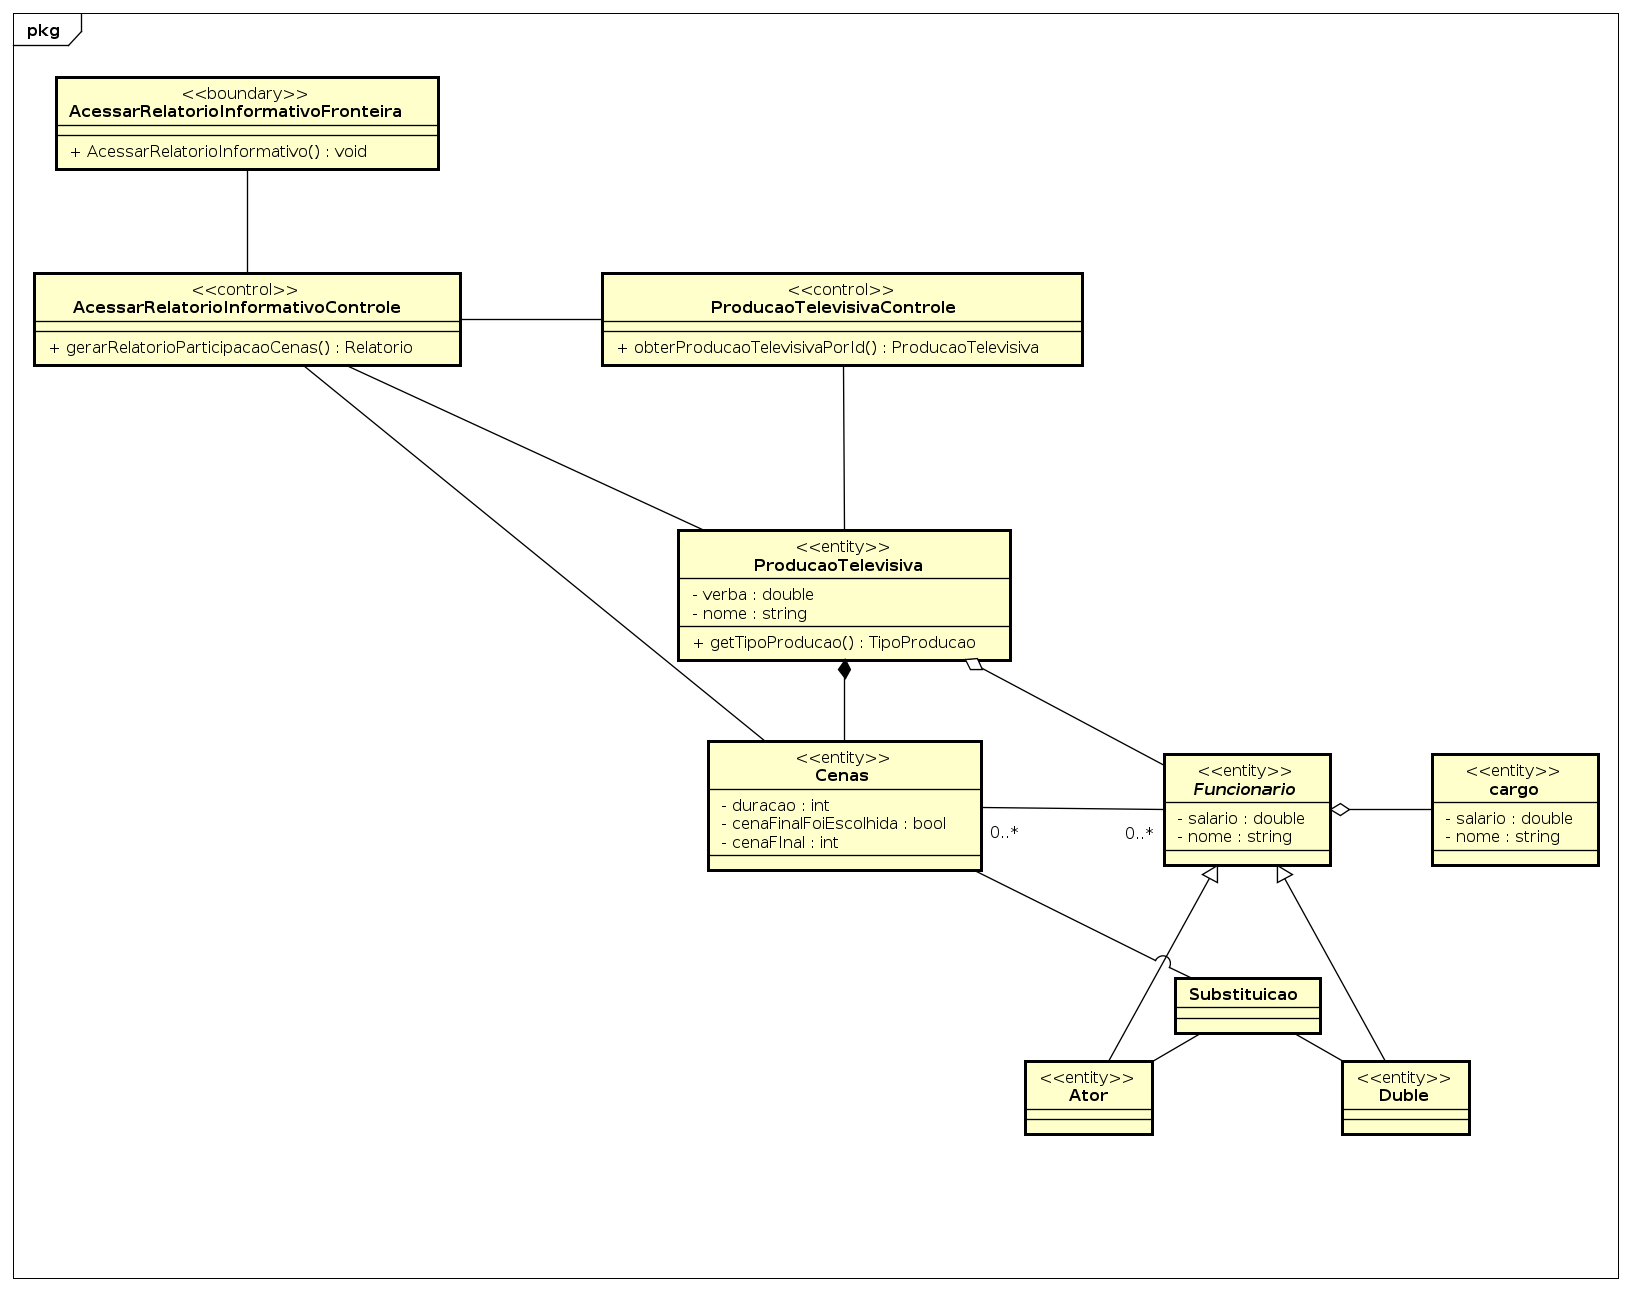 pkg
<<boundary>>
AcessarRelatorioInformativoFronteira
+ AcessarRelatorioInformativo() : void
<<control>>
AcessarRelatorioInformativoControle
+ gerarRelatorioParticipacaoCenas() : Relatorio
<<control>>
ProducaoTelevisivaControle
+ obterProducaoTelevisivaPorId() : ProducaoTelevisiva
<<entity>>
ProducaoTelevisiva
- verba : double
- nome : string
+ getTipoProducao() : TipoProducao
<<entity>>
Cenas
- duracao : int
- cenaFinalFoiEscolhida : bool
- cenaFInal : int
0..*
0..*
<<entity>>
Funcionario
- salario : double
- nome : string
<<entity>>
cargo
- salario : double
- nome : string
Substituicao
<<entity>>
Ator
<<entity>>
Duble